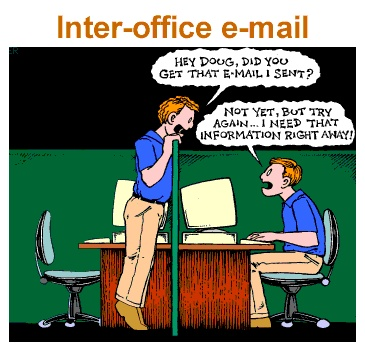 Inter-office e-mail
HEY DOUG, DID YOU
GET THAT E-MAIL I SENT?
NOT YET, BUT TRY
AGAIN... I NEED THAT
INFORMATION RIGHT AWAY!